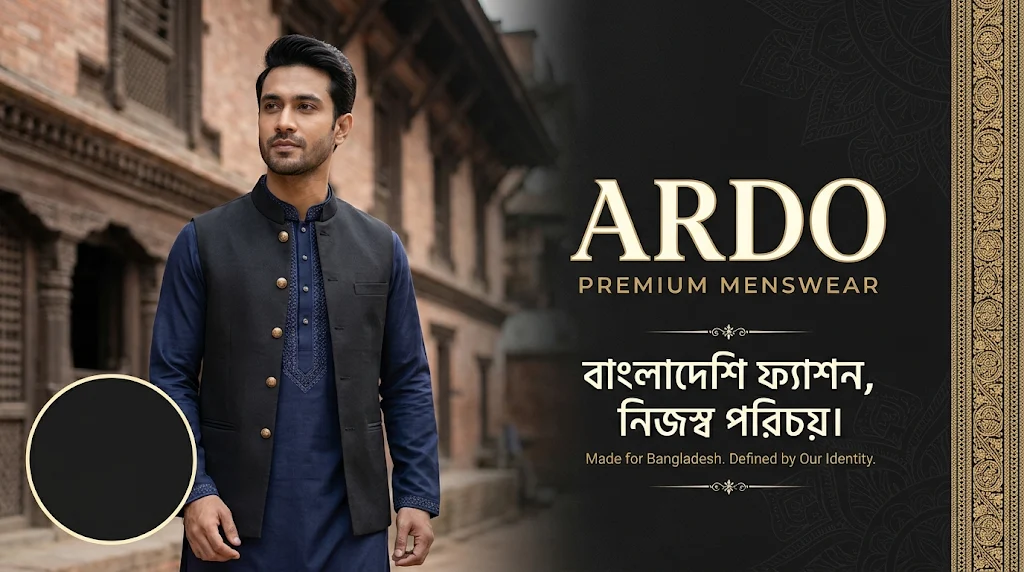 ARDO
PREMIUM MENSWEAR
বাংলাদেশি ফ্যাশন,
নিজস্ব পরিচয়।
Made for Bangladesh. Defined by Our Identity.